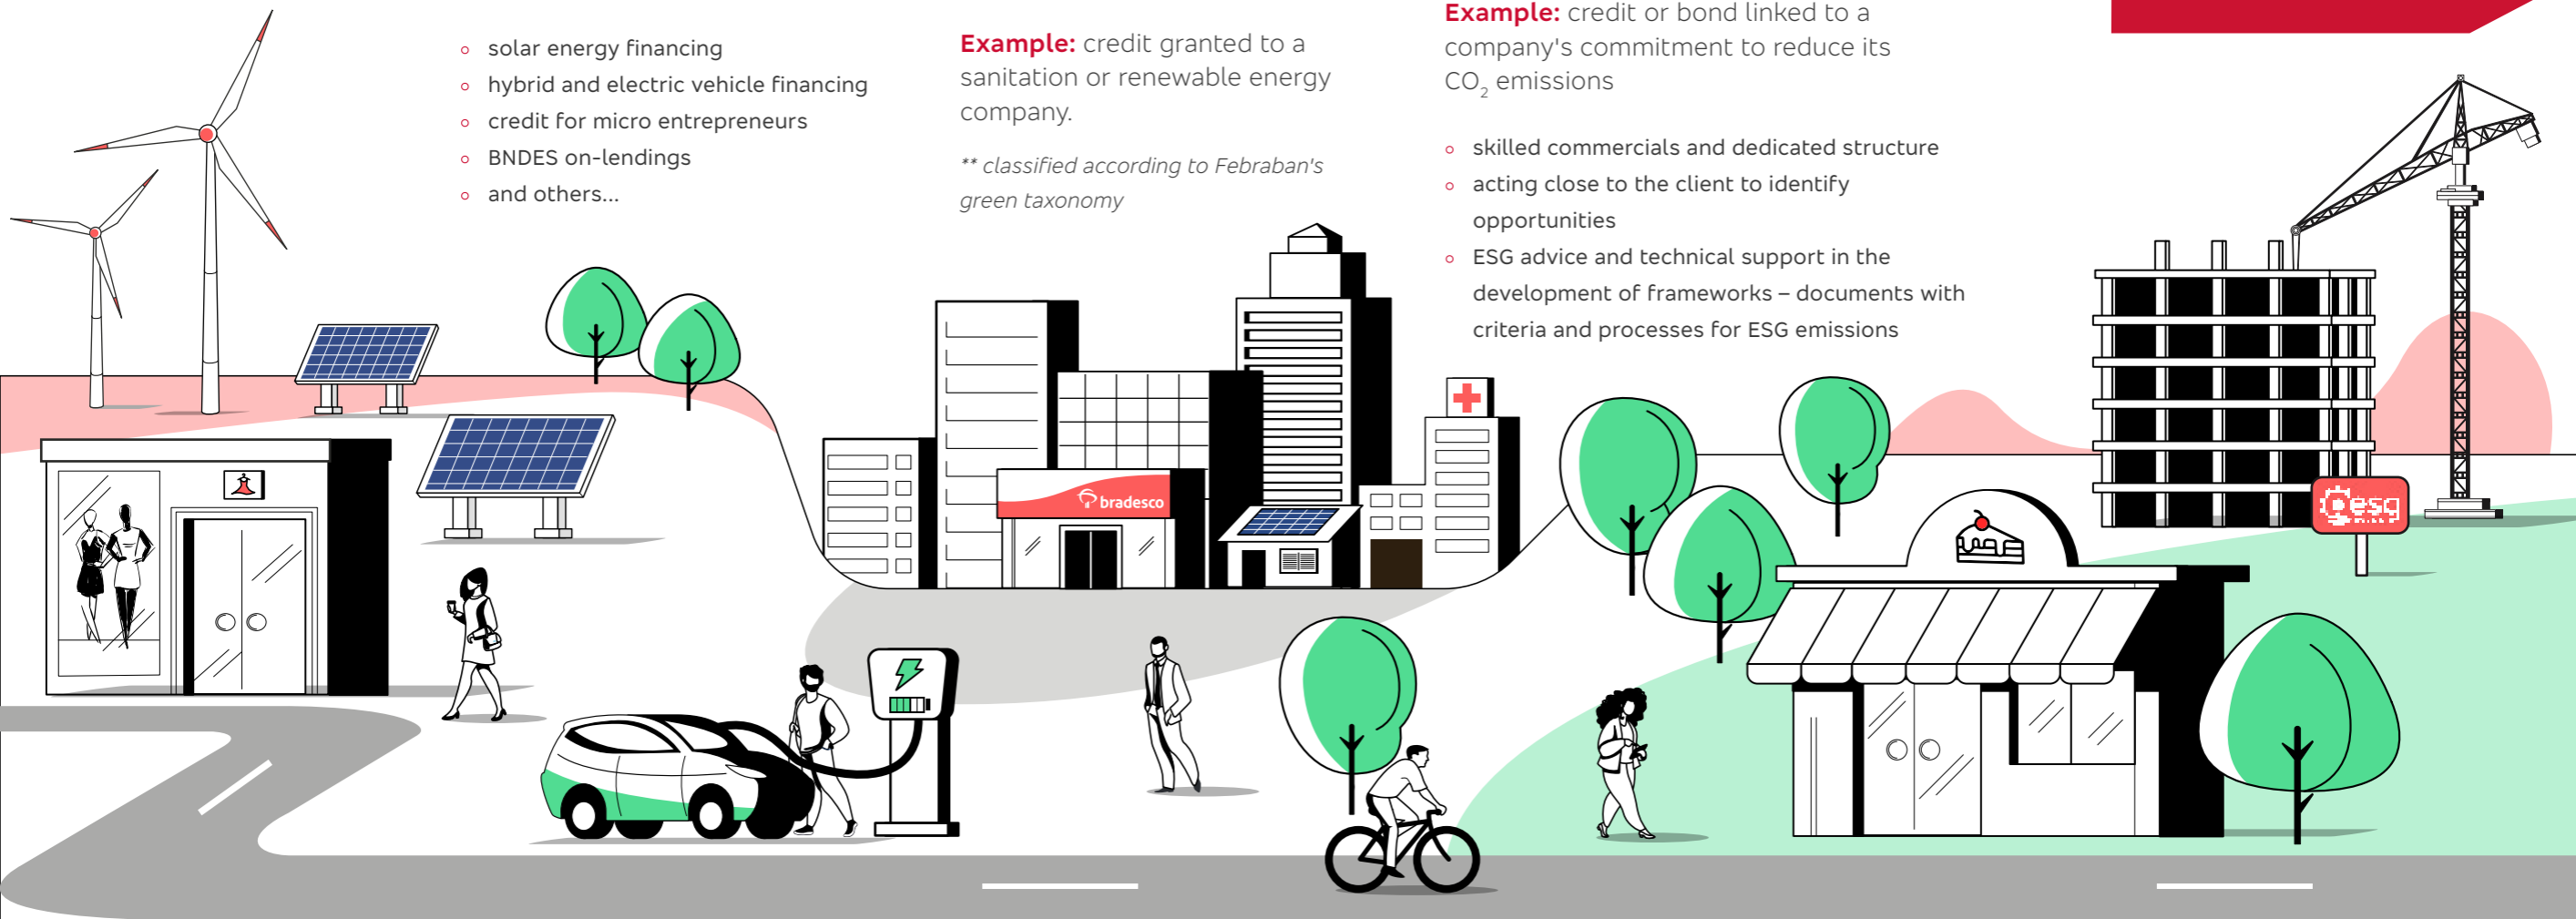 solar energy financing
hybrid and electric vehicle financing
credit for micro entrepreneurs
BNDES on-lendings
and others...
Example: credit granted to a
sanitation or renewable energy
company.
** classified according to Febraban's
green taxonomy
Example: credit or bond linked to a
company's commitment to reduce its
CO₂ emissions
skilled commercials and dedicated structure
acting close to the client to identify
opportunities
ESG advice and technical support in the
development of frameworks – documents with
criteria and processes for ESG emissions
bradesco
esg